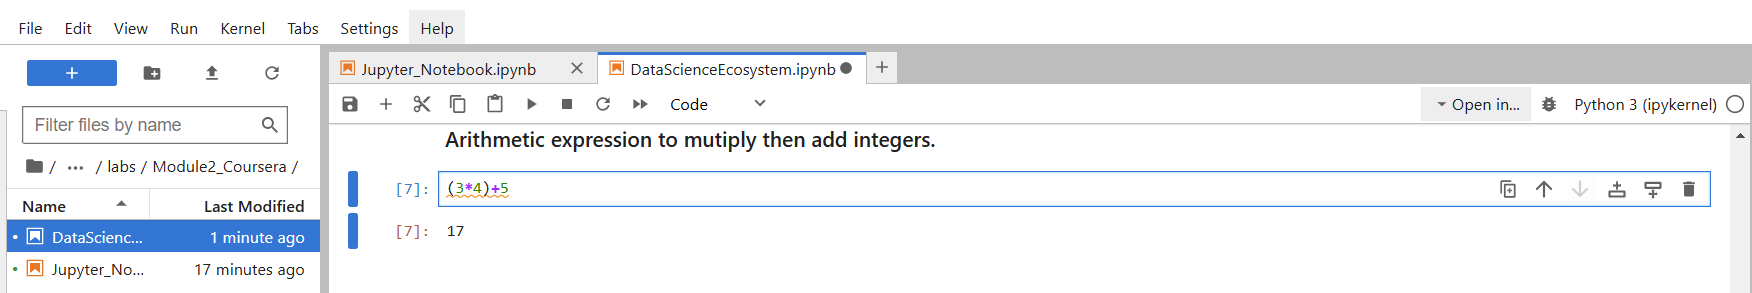 File Edit View Run Kernel Tabs Settings Help
+
Filter files by name
/ ··· / labs / Module2_Coursera /
Name Last Modified
DataScienc... 1 minute ago
Jupyter_No... 17 minutes ago
Jupyter_Notebook.ipynb
DataScienceEcosystem.ipynb
Code
Open in...
Python 3 (ipykernel)
Arithmetic expression to mutiply then add integers.
[7]: (3*4)+5
[7]: 17